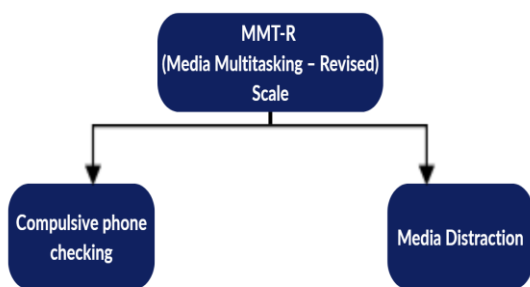 MMT-R
(Media Multitasking – Revised)
Scale
Compulsive phone
checking
Media Distraction